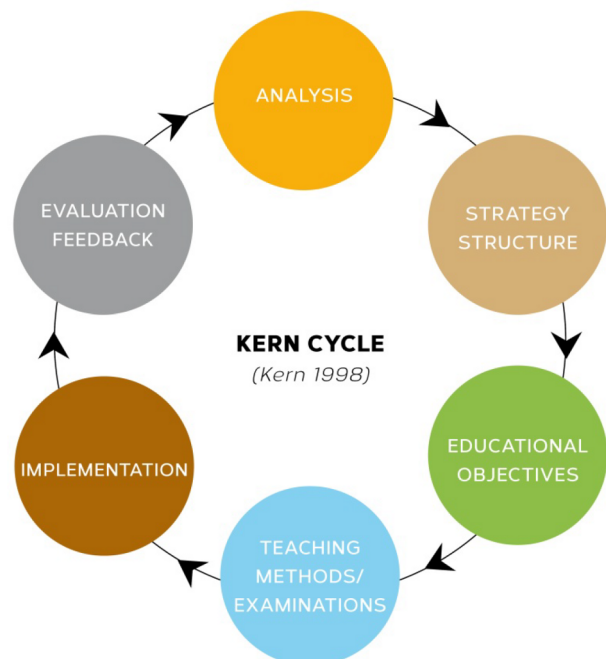 ANALYSIS
STRATEGY
STRUCTURE
EDUCATIONAL
OBJECTIVES
TEACHING
METHODS/
EXAMINATIONS
IMPLEMENTATION
EVALUATION
FEEDBACK
KERN CYCLE
(Kern 1998)